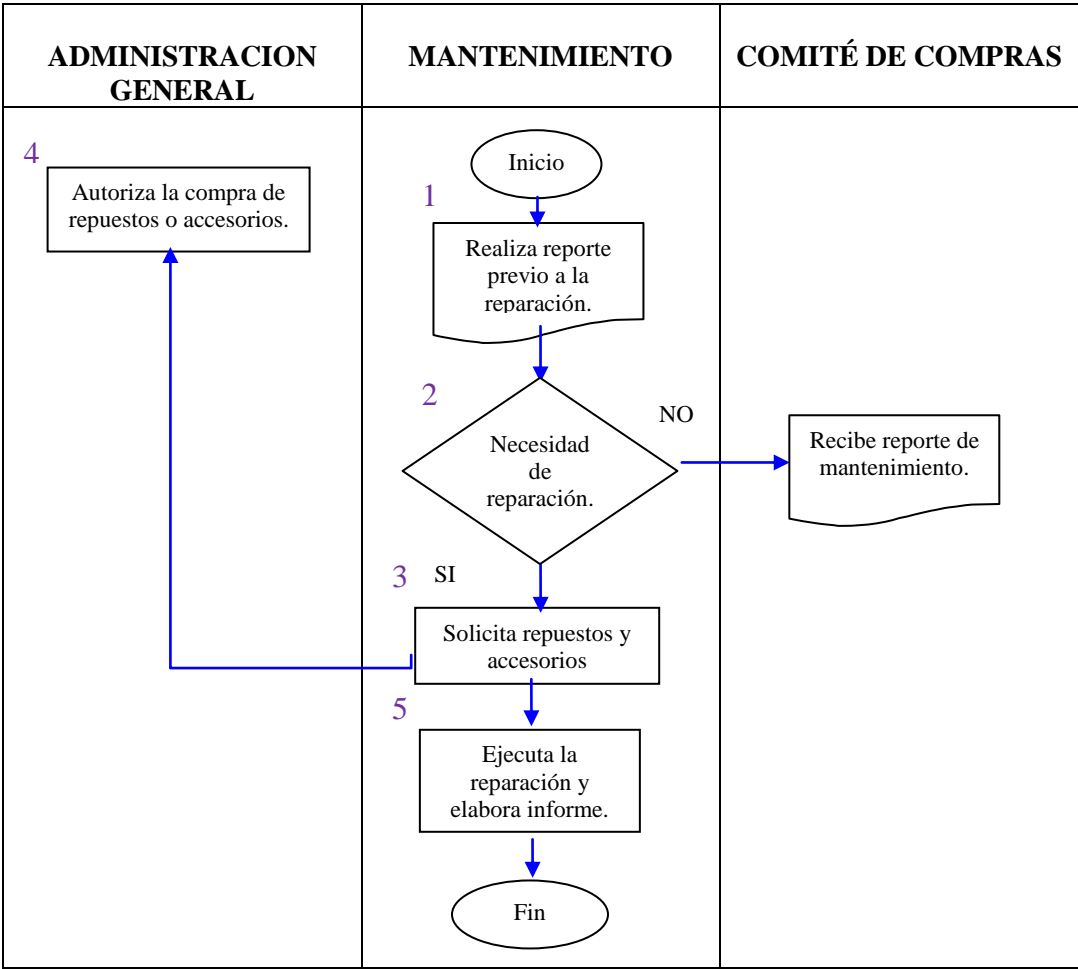 ADMINISTRACION
GENERAL
MANTENIMIENTO
COMITÉ DE COMPRAS
4
Autoriza la compra de
repuestos o accesorios.
Inicio
1
Realiza reporte
previo a la
reparación.
2
Necesidad
de
reparación.
NO
Recibe reporte de
mantenimiento.
3
SI
Solicita repuestos y
accesorios
5
Ejecuta la
reparación y
elabora informe.
Fin